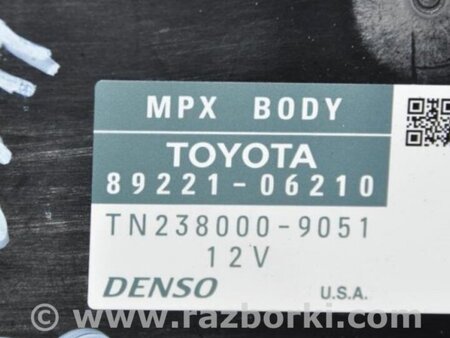 MPX BODY
TOYOTA
89221-06210
TN238000-9051
12V
DENSO U.S.A.
© www.razborki.com